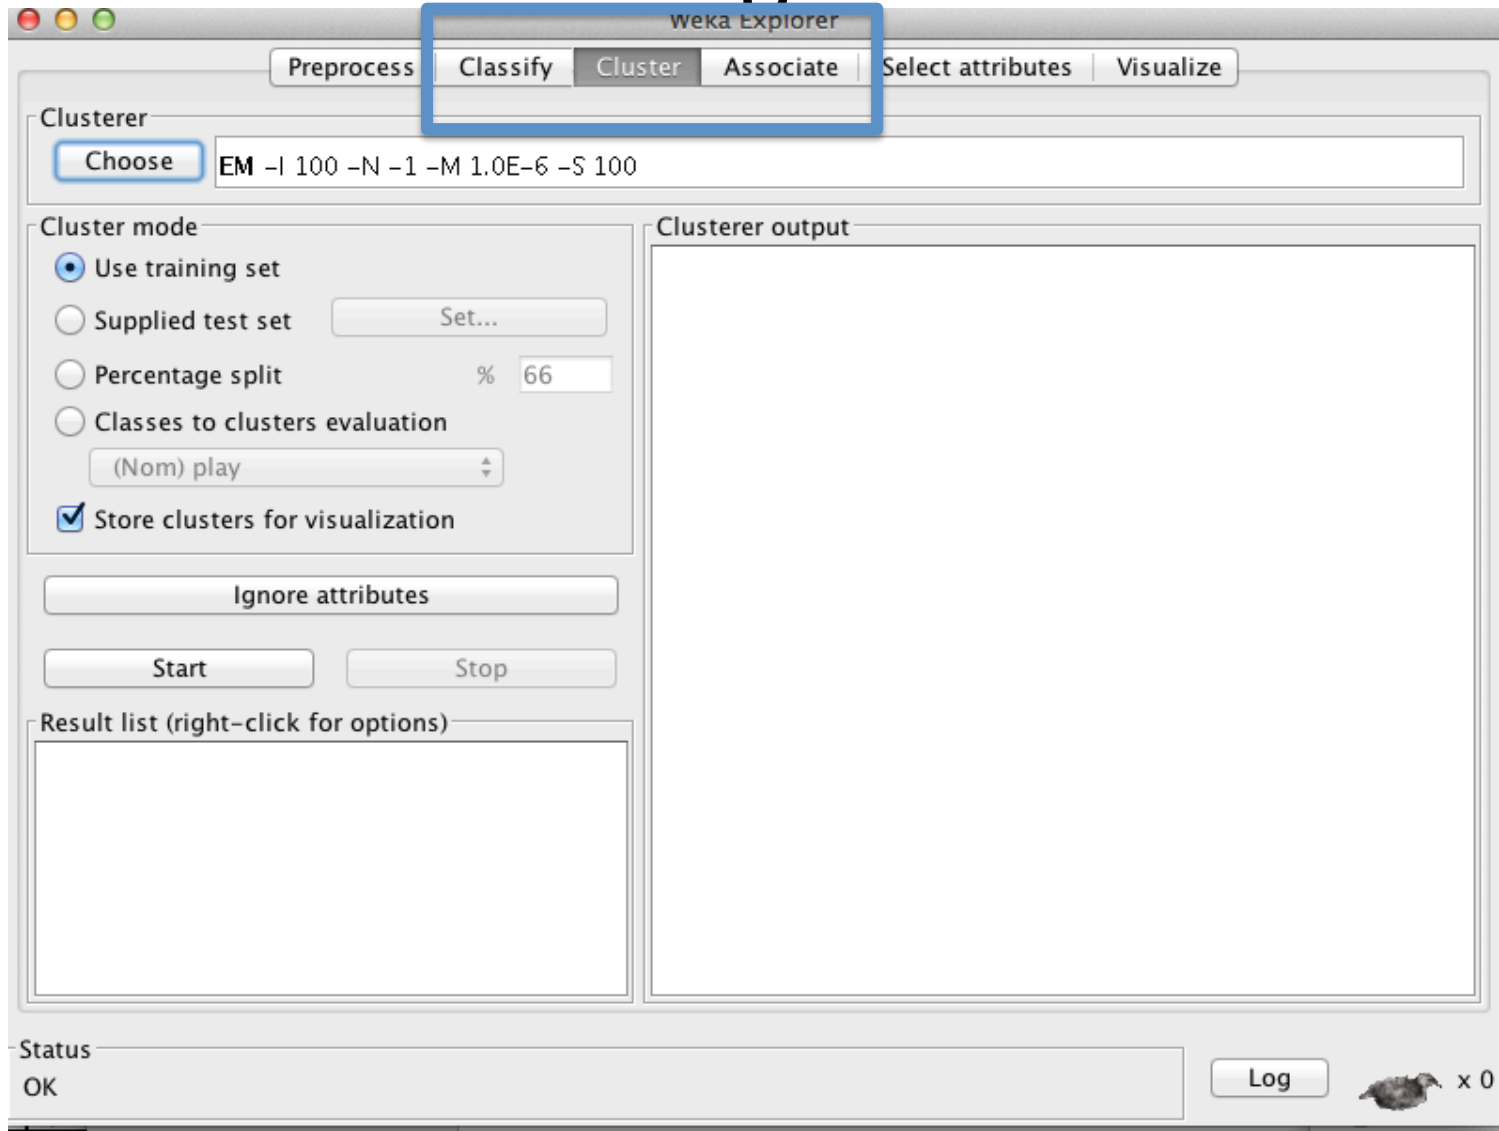 Weka Explorer
Preprocess Classify Cluster Associate Select attributes Visualize
Clusterer
Choose EM -I 100 -N -1 -M 1.0E-6 -S 100
Cluster mode
Use training set
Supplied test set Set...
Percentage split % 66
Classes to clusters evaluation
(Nom) play
Store clusters for visualization
Ignore attributes
Start Stop
Result list (right-click for options)
Clusterer output
Status
OK
Log x 0